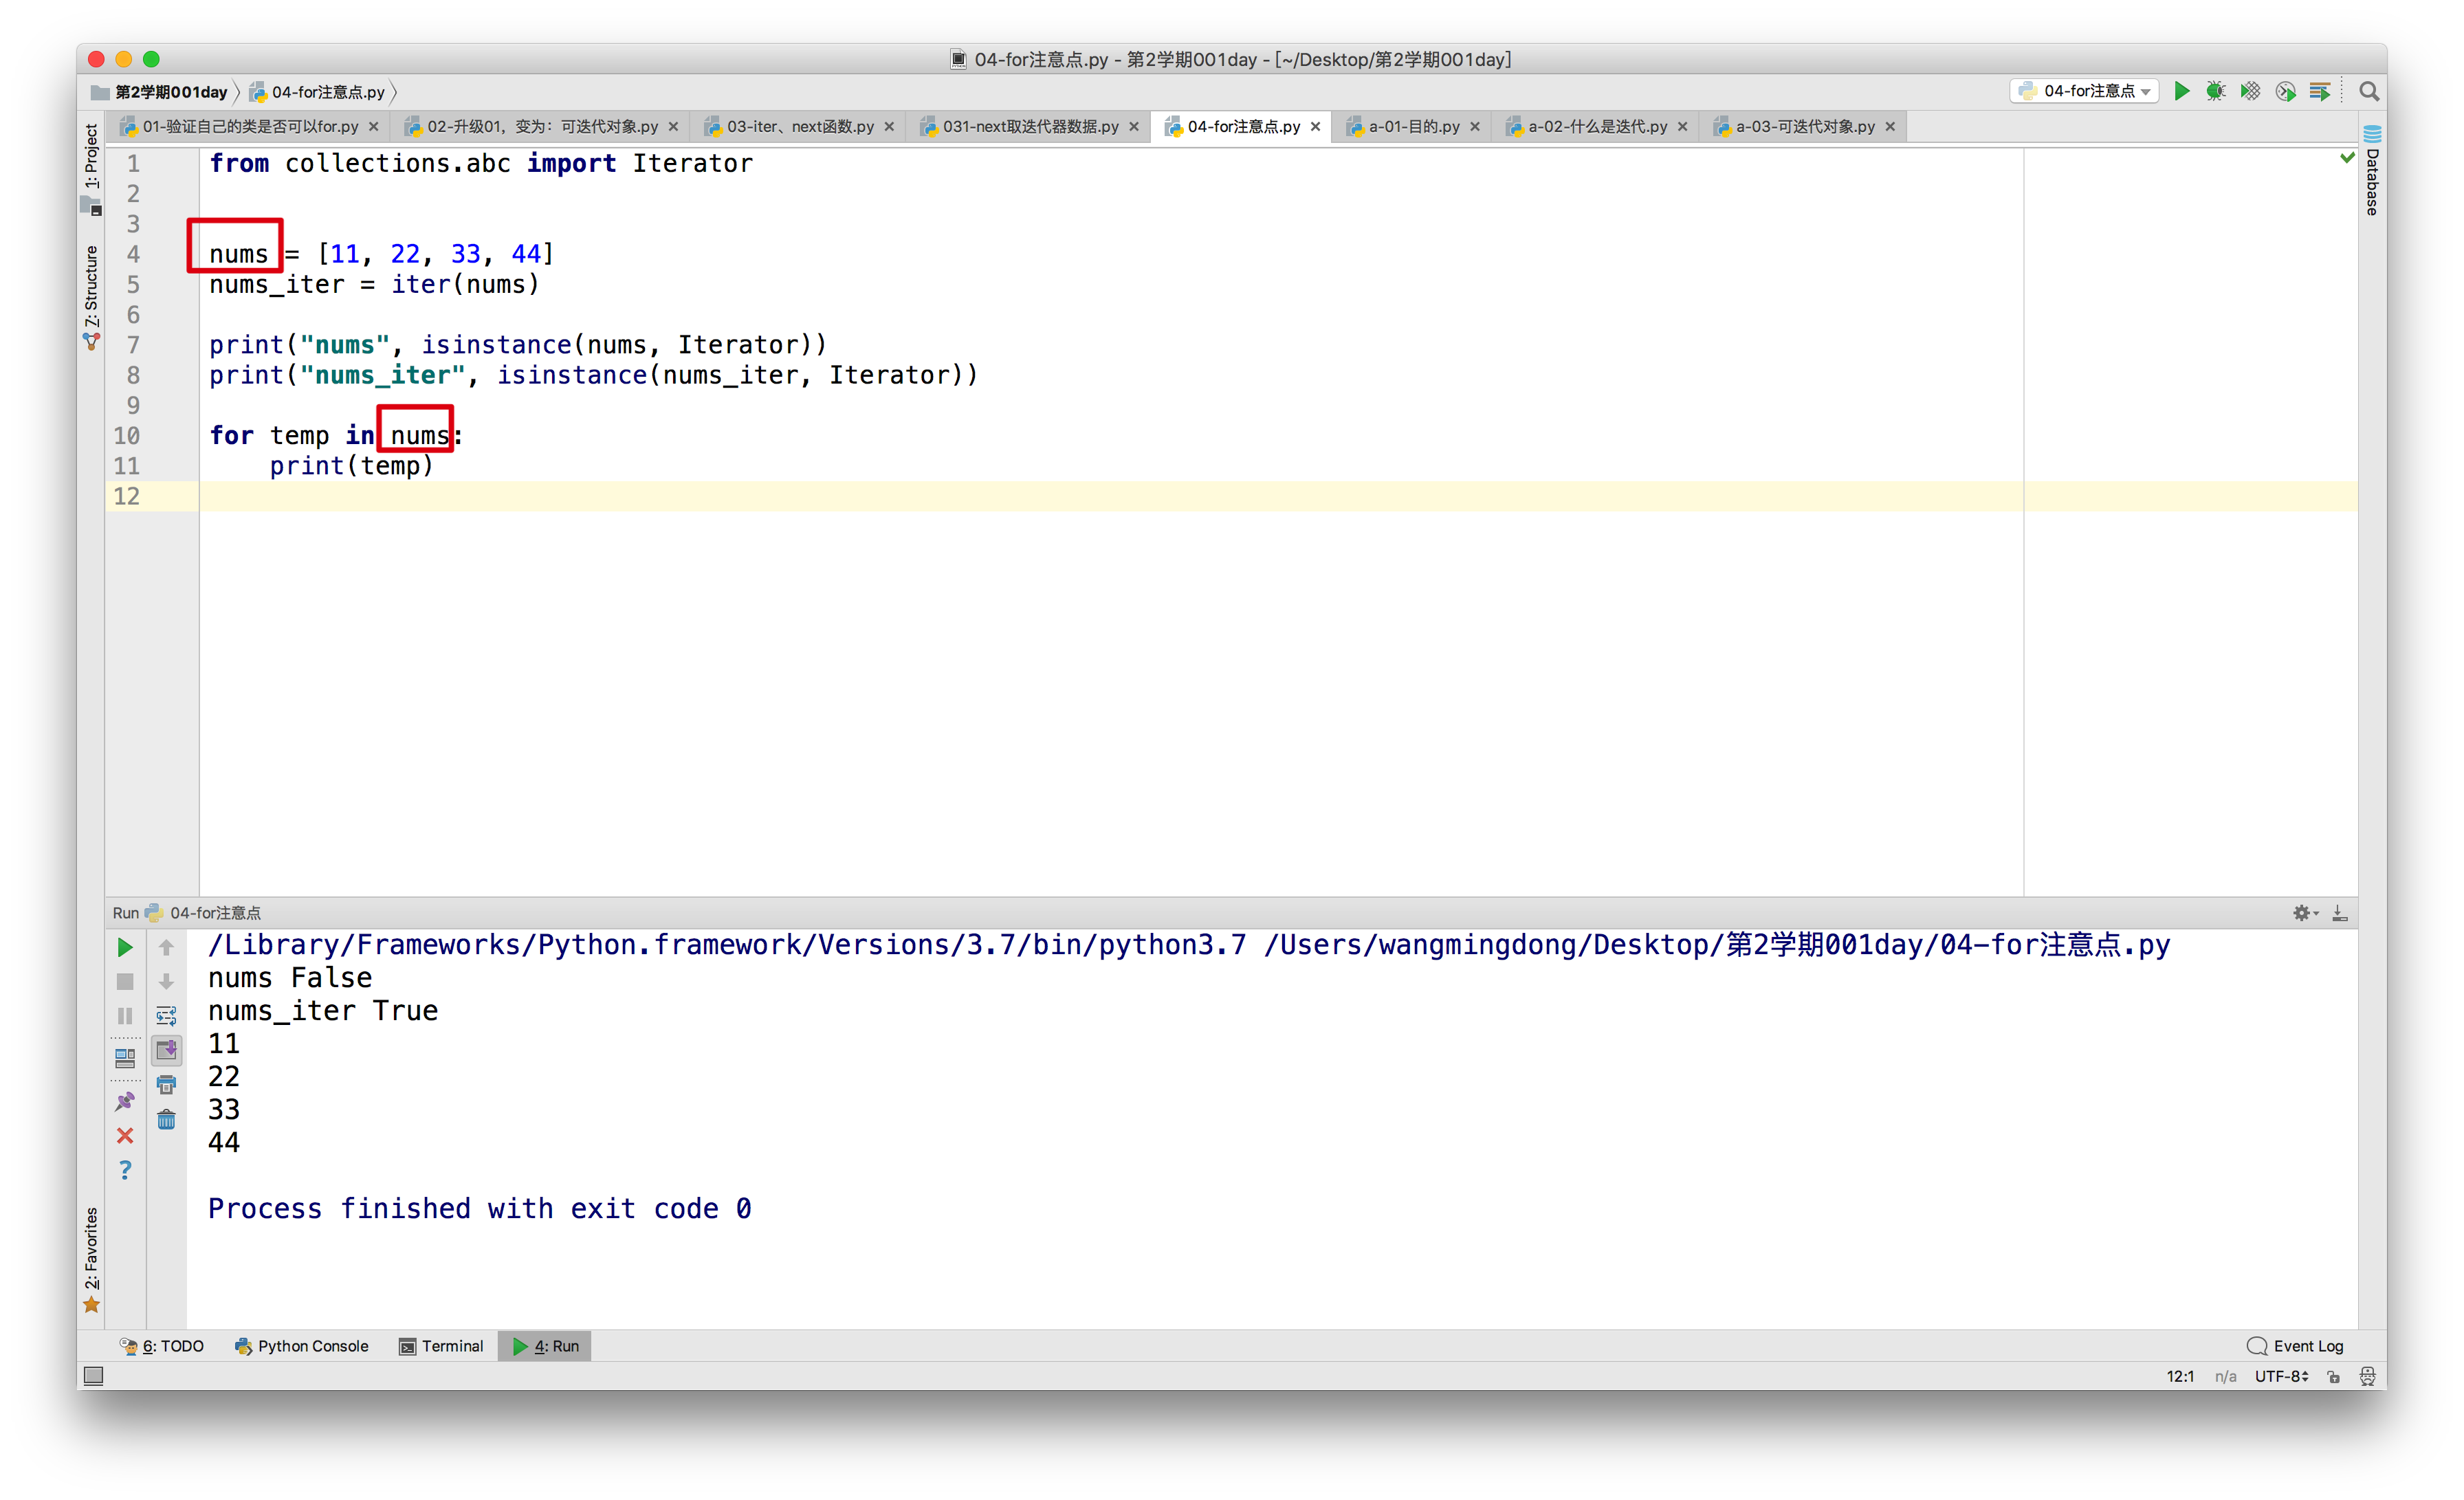 04-for注意点.py - 第2学期001day - [~/Desktop/第2学期001day]
第2学期001day 04-for注意点.py 04-for注意点
01-验证自己的类是否可以for.py 02-升级01，变为：可迭代对象.py 03-iter、next函数.py 031-next取迭代器数据.py 04-for注意点.py a-01-目的.py a-02-什么是迭代.py a-03-可迭代对象.py
1: Project
7: Structure
Database
1 from collections.abc import Iterator
2
3
4 nums = [11, 22, 33, 44]
5 nums_iter = iter(nums)
6
7 print("nums", isinstance(nums, Iterator))
8 print("nums_iter", isinstance(nums_iter, Iterator))
9
10 for temp in nums:
11 print(temp)
12
Run 04-for注意点
/Library/Frameworks/Python.framework/Versions/3.7/bin/python3.7 /Users/wangmingdong/Desktop/第2学期001day/04-for注意点.py
nums False
nums_iter True
11
22
33
44
Process finished with exit code 0
2: Favorites
6: TODO Python Console Terminal 4: Run Event Log
12:1 n/a UTF-8